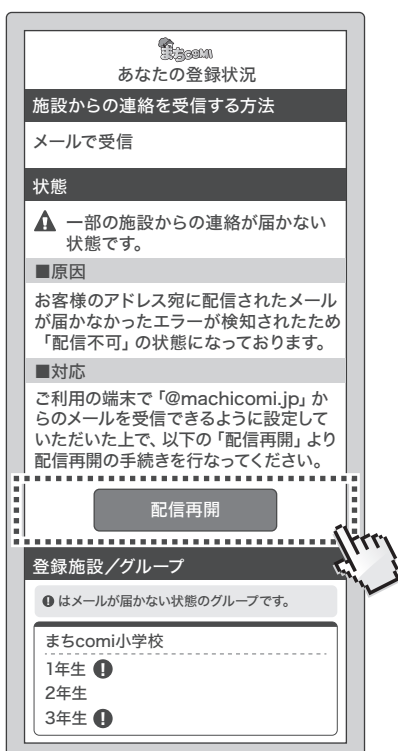 まちcomi
あなたの登録状況
施設からの連絡を受信する方法
メールで受信
状態
一部の施設からの連絡が届かない
状態です。
■原因
お客様のアドレス宛に配信されたメール
が届かなかったエラーが検知されたため
「配信不可」の状態になっております。
■対応
ご利用の端末で「@machicomi.jp」か
らのメールを受信できるように設定して
いただいた上で、以下の「配信再開」より
配信再開の手続きを行なってください。
配信再開
登録施設/グループ
❗はメールが届かない状態のグループです。
まちcomi小学校
1年生 ❗
2年生
3年生 ❗